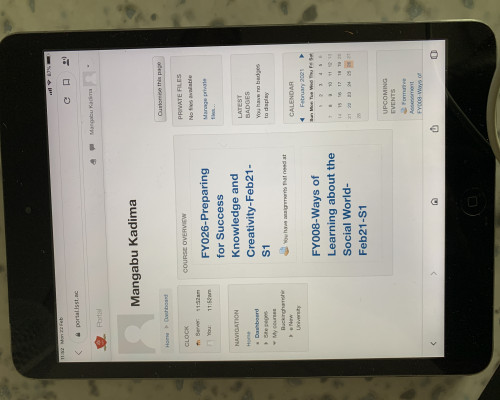 11:53 Mon 22 Feb
87%
portal.lsst.ac
Portal
Mangabu Kadima
Mangabu Kadima
Home
Dashboard
Customise this page
CLOCK
Server 11:52am
You 11:52am
NAVIGATION
Home
Dashboard
Site pages
My courses
Buckinghamshir
e New
University
COURSE OVERVIEW
FY026-Preparing
for Success
Knowledge and
Creativity-Feb21-
S1
You have assignments that need at
FY008-Ways of
Learning about the
Social World-
Feb21-S1
PRIVATE FILES
No files available
Manage private
files...
LATEST
BADGES
You have no badges
to display
CALENDAR
February 2021
Sun Mon Tue Wed Thu Fri Sat
UPCOMING
EVENTS
Formative
Assessment
FY008-Ways of